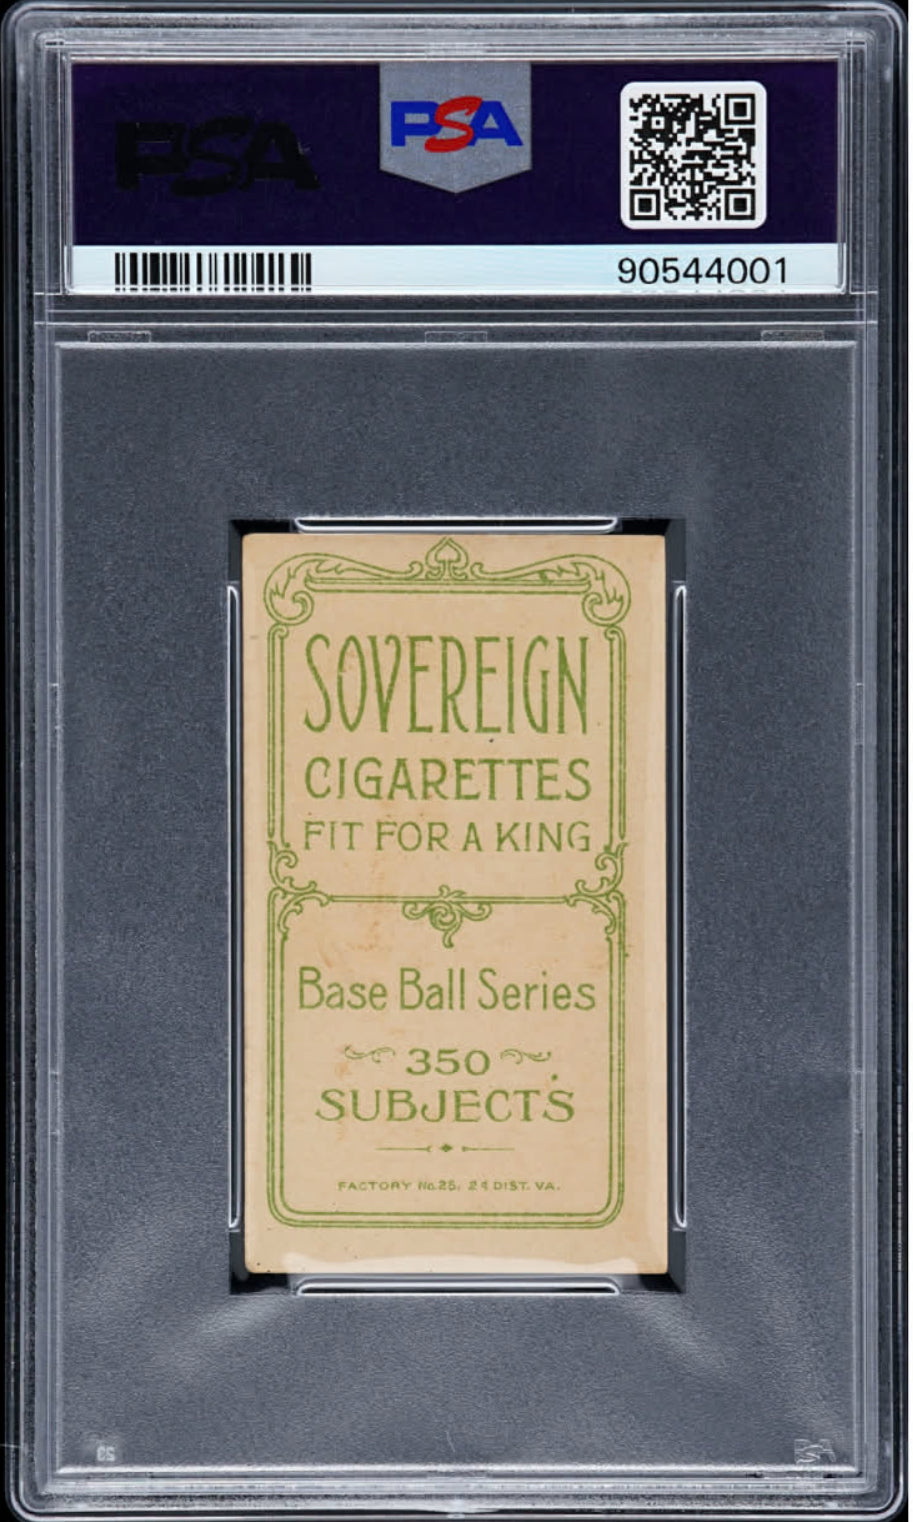 PSA
PSA
90544001
SOVEREIGN
CIGARETTES
FIT FOR A KING
Base Ball Series
350
SUBJECTS
FACTORY No. 25, 2d DIST. VA.
PSA